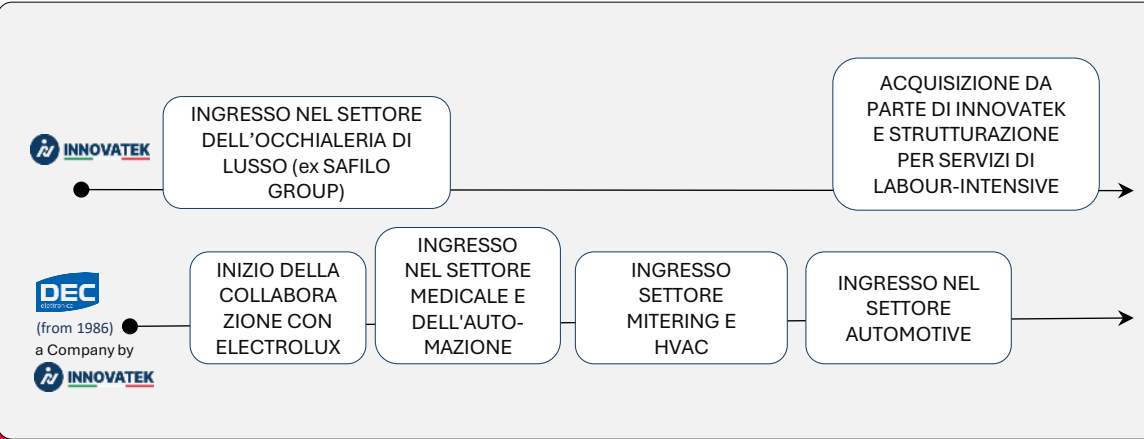 INNOVATEK
INGRESSO NEL SETTORE
DELL'OCCHIALERIA DI
LUSSO (ex SAFILO
GROUP)
ACQUISIZIONE DA
PARTE DI INNOVATEK
E STRUTTURAZIONE
PER SERVIZI DI
LABOUR-INTENSIVE
DEC
elettronica
(from 1986)
a Company by
INNOVATEK
INIZIO DELLA
COLLABORA
ZIONE CON
ELECTROLUX
INGRESSO
NEL SETTORE
MEDICALE E
DELL'AUTO-
MAZIONE
INGRESSO
SETTORE
MITERING E
HVAC
INGRESSO NEL
SETTORE
AUTOMOTIVE